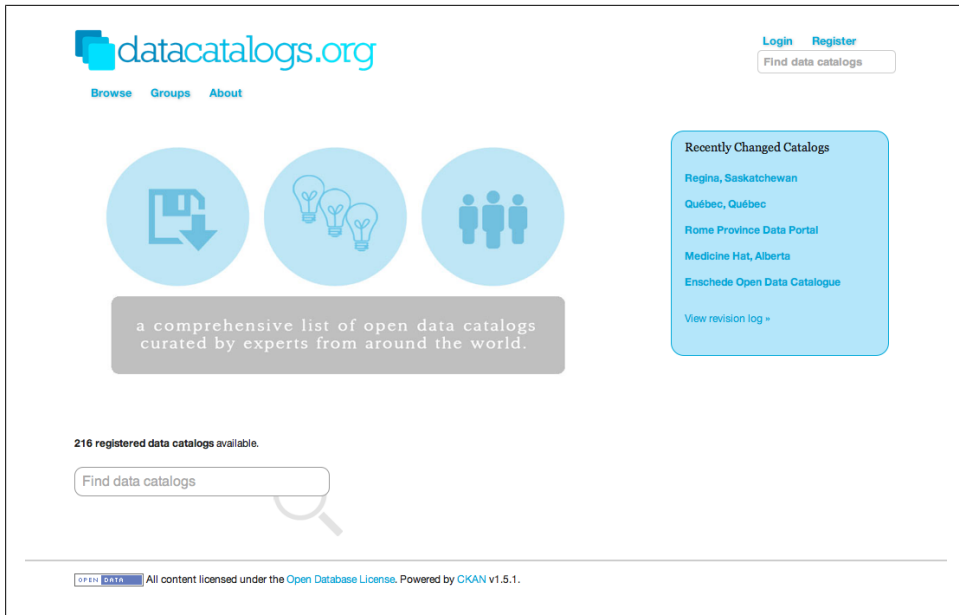 datacatalogs.org
Login Register
Find data catalogs
Browse Groups About
Recently Changed Catalogs
Regina, Saskatchewan
Québec, Québec
Rome Province Data Portal
Medicine Hat, Alberta
Enschede Open Data Catalogue
View revision log »
a comprehensive list of open data catalogs
curated by experts from around the world.
216 registered data catalogs available.
Find data catalogs
OPEN DATA All content licensed under the Open Database License. Powered by CKAN v1.5.1.